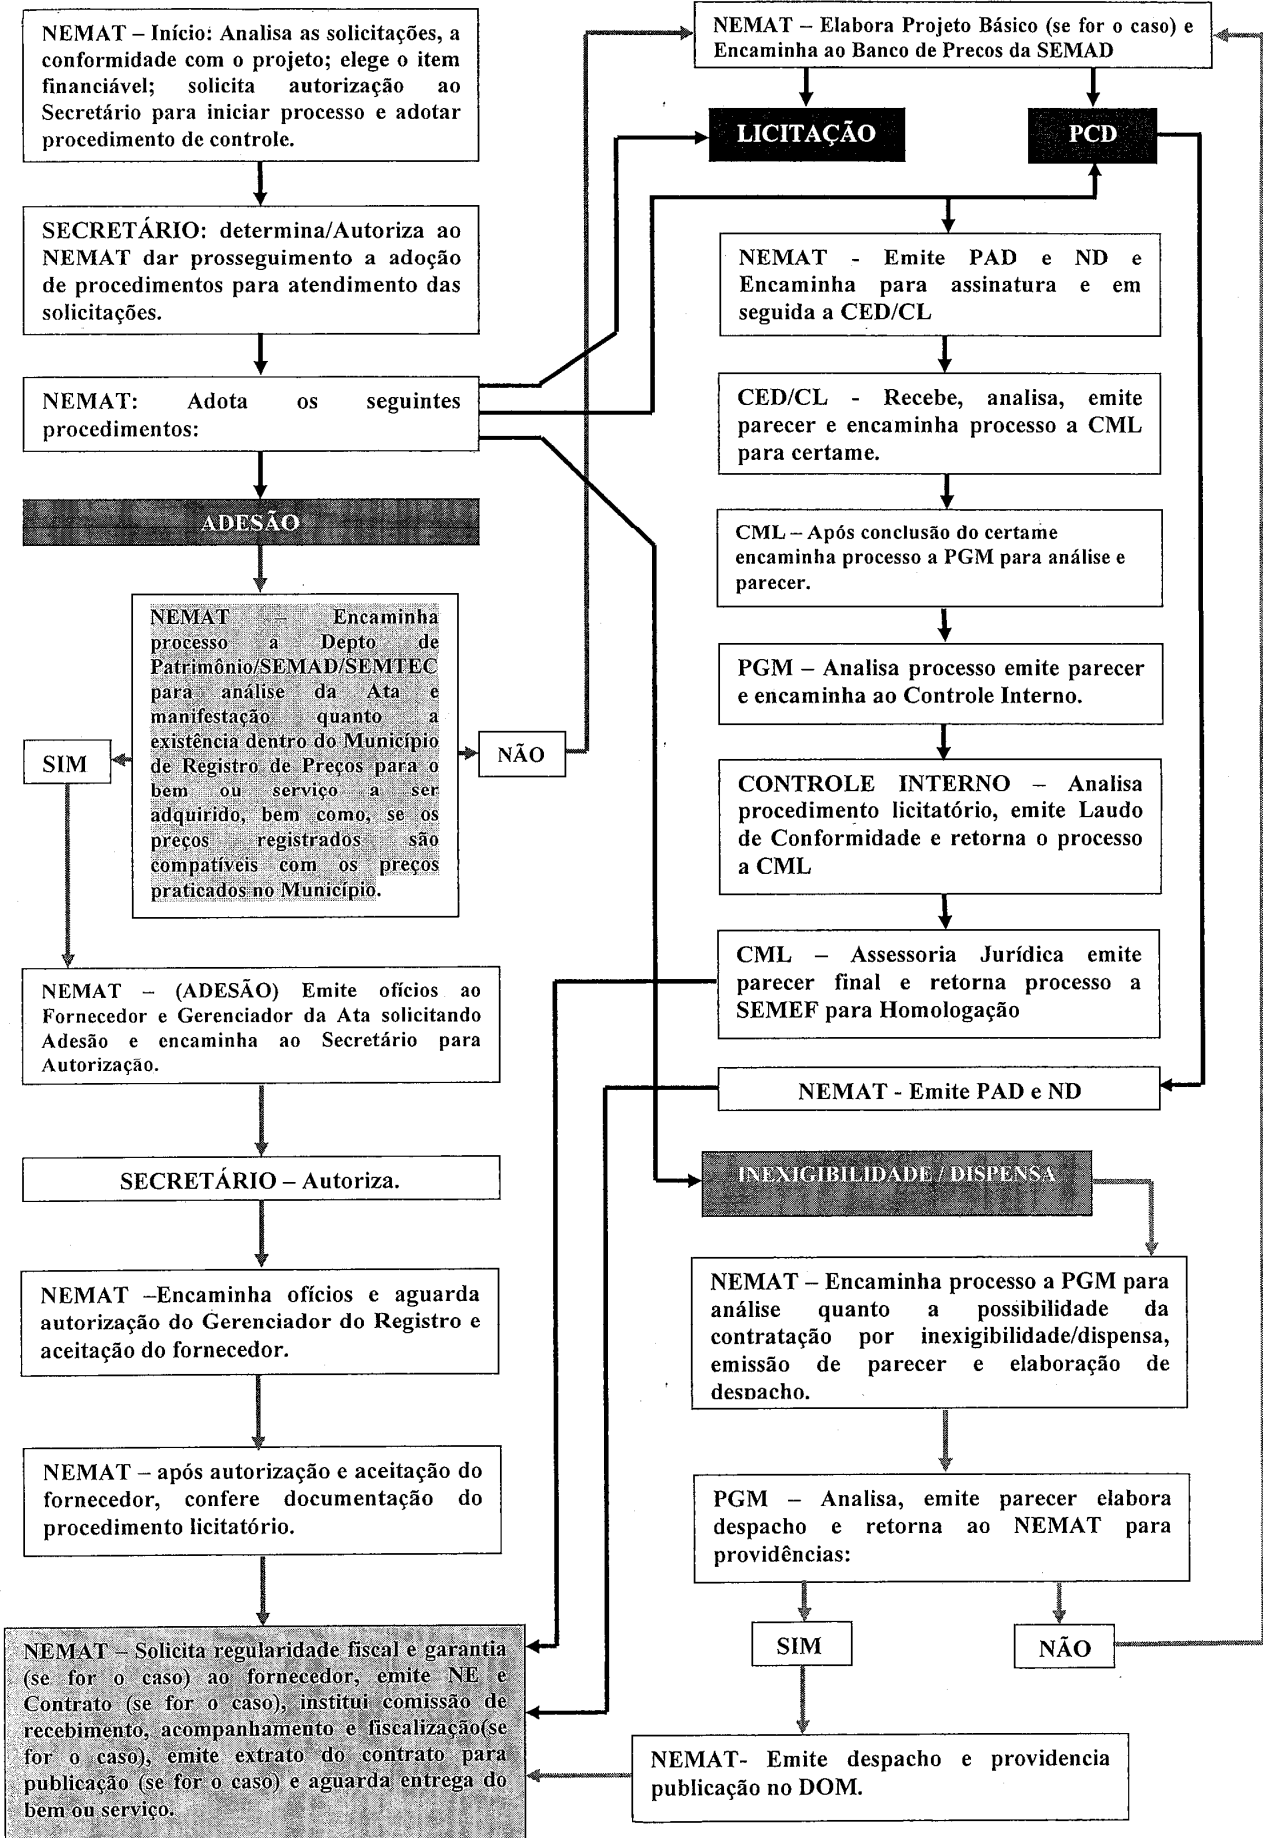 NEMAT – Início: Analisa as solicitações, a
conformidade com o projeto; elege o item
financiável; solicita autorização ao
Secretário para iniciar processo e adotar
procedimento de controle.
SECRETÁRIO: determina/Autoriza ao
NEMAT dar prosseguimento a adoção
de procedimentos para atendimento das
solicitações.
NEMAT: Adota os seguintes
procedimentos:
ADESÃO
NEMAT – Encaminha
processo a Depto de
Patrimônio/SEMAD/SEMTEC
para análise da Ata e
manifestação quanto a
existência dentro do Município
de Registro de Preços para o
bem ou serviço a ser
adquirido, bem como, se os
preços registrados são
compatíveis com os preços
praticados no Município.
SIM
NÃO
NEMAT – (ADESÃO) Emite ofícios ao
Fornecedor e Gerenciador da Ata solicitando
Adesão e encaminha ao Secretário para
Autorização.
SECRETÁRIO – Autoriza.
NEMAT –Encaminha ofícios e aguarda
autorização do Gerenciador do Registro e
aceitação do fornecedor.
NEMAT – após autorização e aceitação do
fornecedor, confere documentação do
procedimento licitatório.
NEMAT – Solicita regularidade fiscal e garantia
(se for o caso) ao fornecedor, emite NE e
Contrato (se for o caso), institui comissão de
recebimento, acompanhamento e fiscalização(se
for o caso), emite extrato do contrato para
publicação (se for o caso) e aguarda entrega do
bem ou serviço.
NEMAT – Elabora Projeto Básico (se for o caso) e
Encaminha ao Banco de Precos da SEMAD
LICITAÇÃO
PCD
NEMAT - Emite PAD e ND e
Encaminha para assinatura e em
seguida a CED/CL
CED/CL - Recebe, analisa, emite
parecer e encaminha processo a CML
para certame.
CML – Após conclusão do certame
encaminha processo a PGM para análise e
parecer.
PGM – Analisa processo emite parecer
e encaminha ao Controle Interno.
CONTROLE INTERNO – Analisa
procedimento licitatório, emite Laudo
de Conformidade e retorna o processo
a CML
CML – Assessoria Jurídica emite
parecer final e retorna processo a
SEMEF para Homologação
NEMAT - Emite PAD e ND
INEXIGIBILIDADE / DISPENSA
NEMAT – Encaminha processo a PGM para
análise quanto a possibilidade da
contratação por inexigibilidade/dispensa,
emissão de parecer e elaboração de
despacho.
PGM – Analisa, emite parecer elabora
despacho e retorna ao NEMAT para
providências:
SIM
NÃO
NEMAT- Emite despacho e providencia
publicação no DOM.